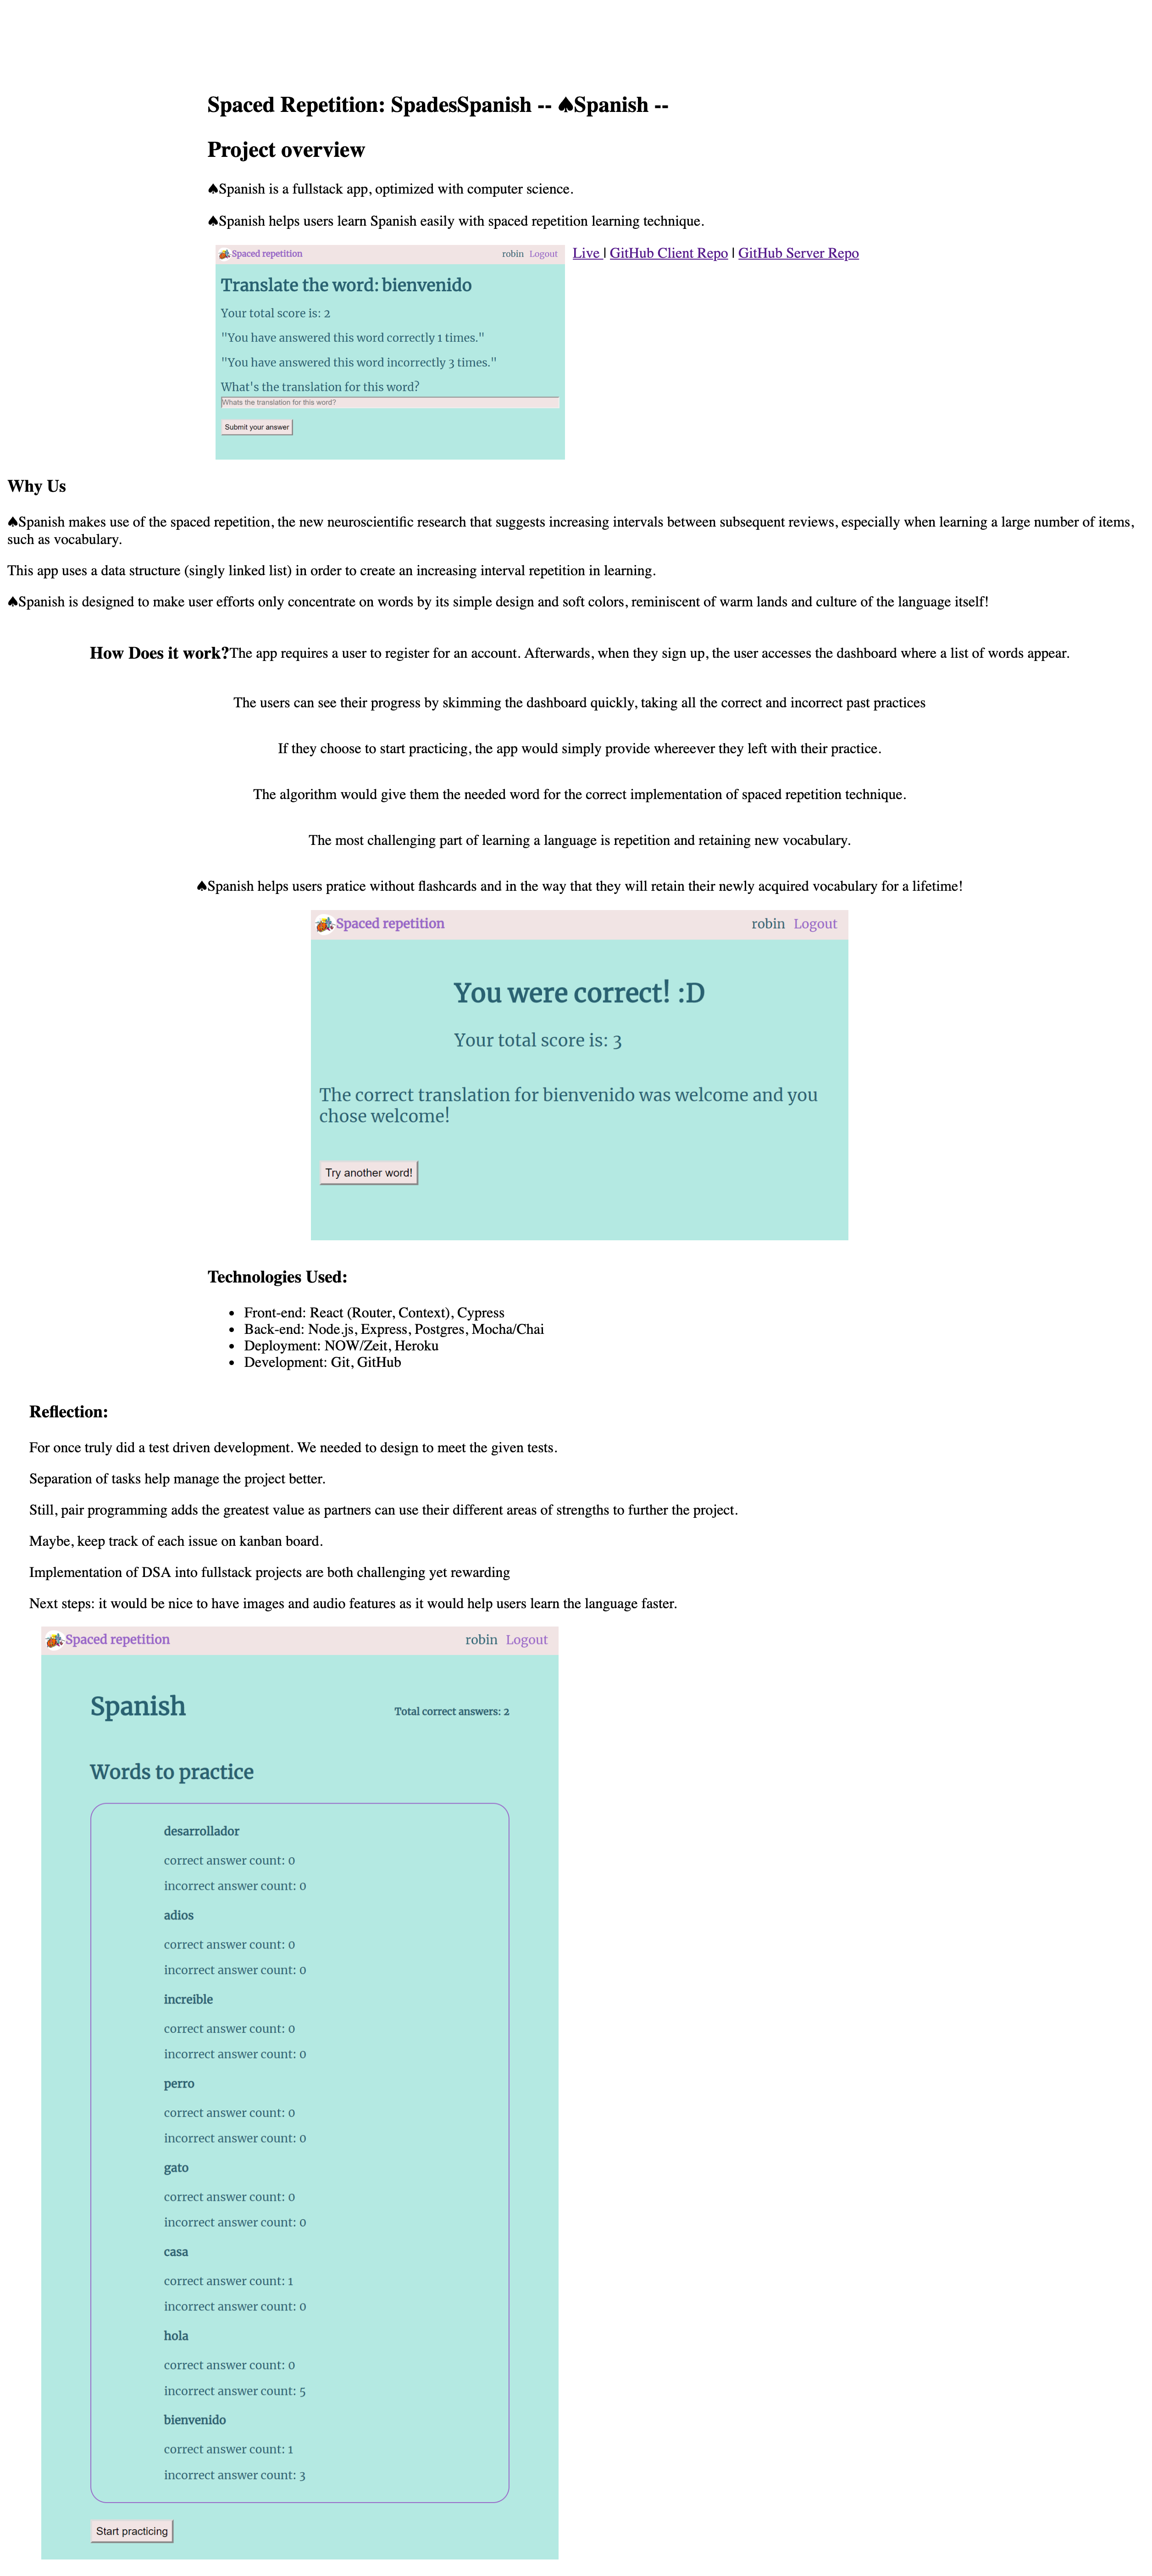 Spaced Repetition: SpadesSpanish -- ♠Spanish --
Project overview
♠Spanish is a fullstack app, optimized with computer science.
♠Spanish helps users learn Spanish easily with spaced repetition learning technique.
Spaced repetition
robin Logout
Translate the word: bienvenido
Your total score is: 2
"You have answered this word correctly 1 times."
"You have answered this word incorrectly 3 times."
What's the translation for this word?
Whats the translation for this word?
Submit your answer
Live | GitHub Client Repo | GitHub Server Repo
Why Us
♠Spanish makes use of the spaced repetition, the new neuroscientific research that suggests increasing intervals between subsequent reviews, especially when learning a large number of items,
such as vocabulary.
This app uses a data structure (singly linked list) in order to create an increasing interval repetition in learning.
♠Spanish is designed to make user efforts only concentrate on words by its simple design and soft colors, reminiscent of warm lands and culture of the language itself!
How Does it work?The app requires a user to register for an account. Afterwards, when they sign up, the user accesses the dashboard where a list of words appear.
The users can see their progress by skimming the dashboard quickly, taking all the correct and incorrect past practices
If they choose to start practicing, the app would simply provide whereever they left with their practice.
The algorithm would give them the needed word for the correct implementation of spaced repetition technique.
The most challenging part of learning a language is repetition and retaining new vocabulary.
♠Spanish helps users pratice without flashcards and in the way that they will retain their newly acquired vocabulary for a lifetime!
Spaced repetition
robin Logout
You were correct! :D
Your total score is: 3
The correct translation for bienvenido was welcome and you
chose welcome!
Try another word!
Technologies Used:
• Front-end: React (Router, Context), Cypress
• Back-end: Node.js, Express, Postgres, Mocha/Chai
• Deployment: NOW/Zeit, Heroku
• Development: Git, GitHub
Reflection:
For once truly did a test driven development. We needed to design to meet the given tests.
Separation of tasks help manage the project better.
Still, pair programming adds the greatest value as partners can use their different areas of strengths to further the project.
Maybe, keep track of each issue on kanban board.
Implementation of DSA into fullstack projects are both challenging yet rewarding
Next steps: it would be nice to have images and audio features as it would help users learn the language faster.
Spaced repetition
robin Logout
Spanish
Total correct answers: 2
Words to practice
desarrollador
correct answer count: 0
incorrect answer count: 0
adios
correct answer count: 0
incorrect answer count: 0
increible
correct answer count: 0
incorrect answer count: 0
perro
correct answer count: 0
incorrect answer count: 0
gato
correct answer count: 0
incorrect answer count: 0
casa
correct answer count: 1
incorrect answer count: 0
hola
correct answer count: 0
incorrect answer count: 5
bienvenido
correct answer count: 1
incorrect answer count: 3
Start practicing